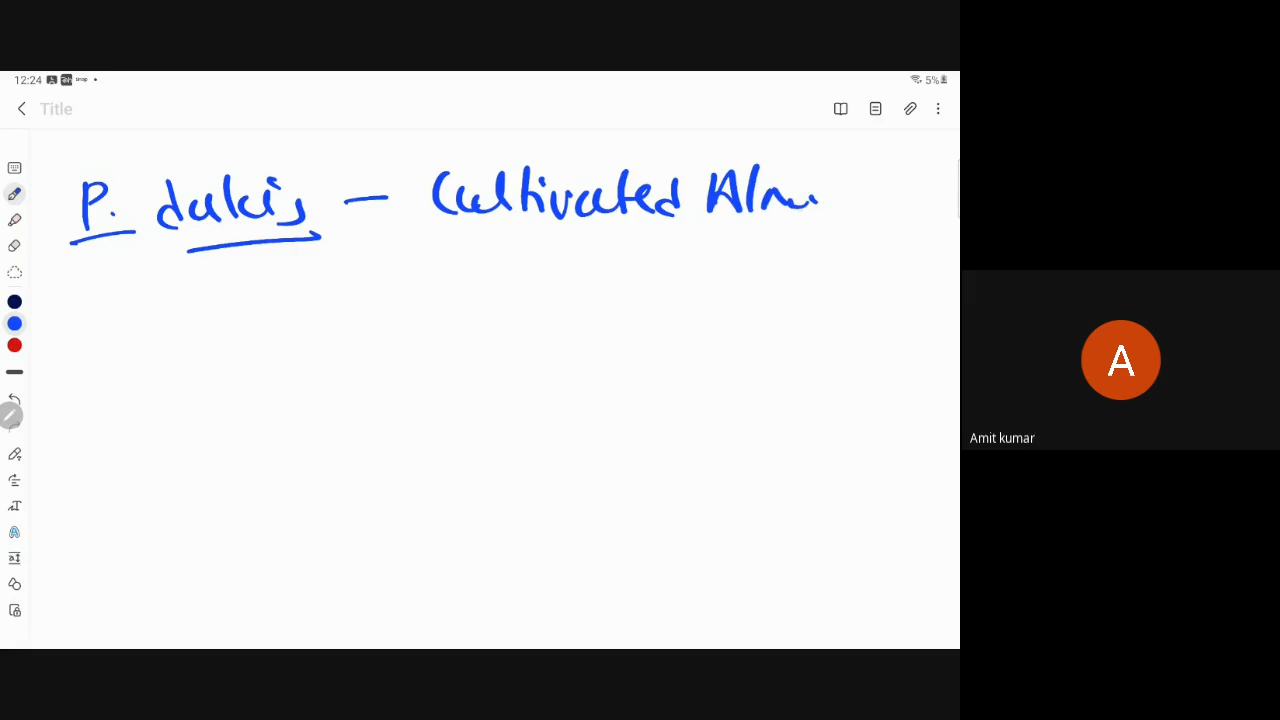 12:24 5%
Title
P. dulcis — Cultivated Alm
A
Amit kumar